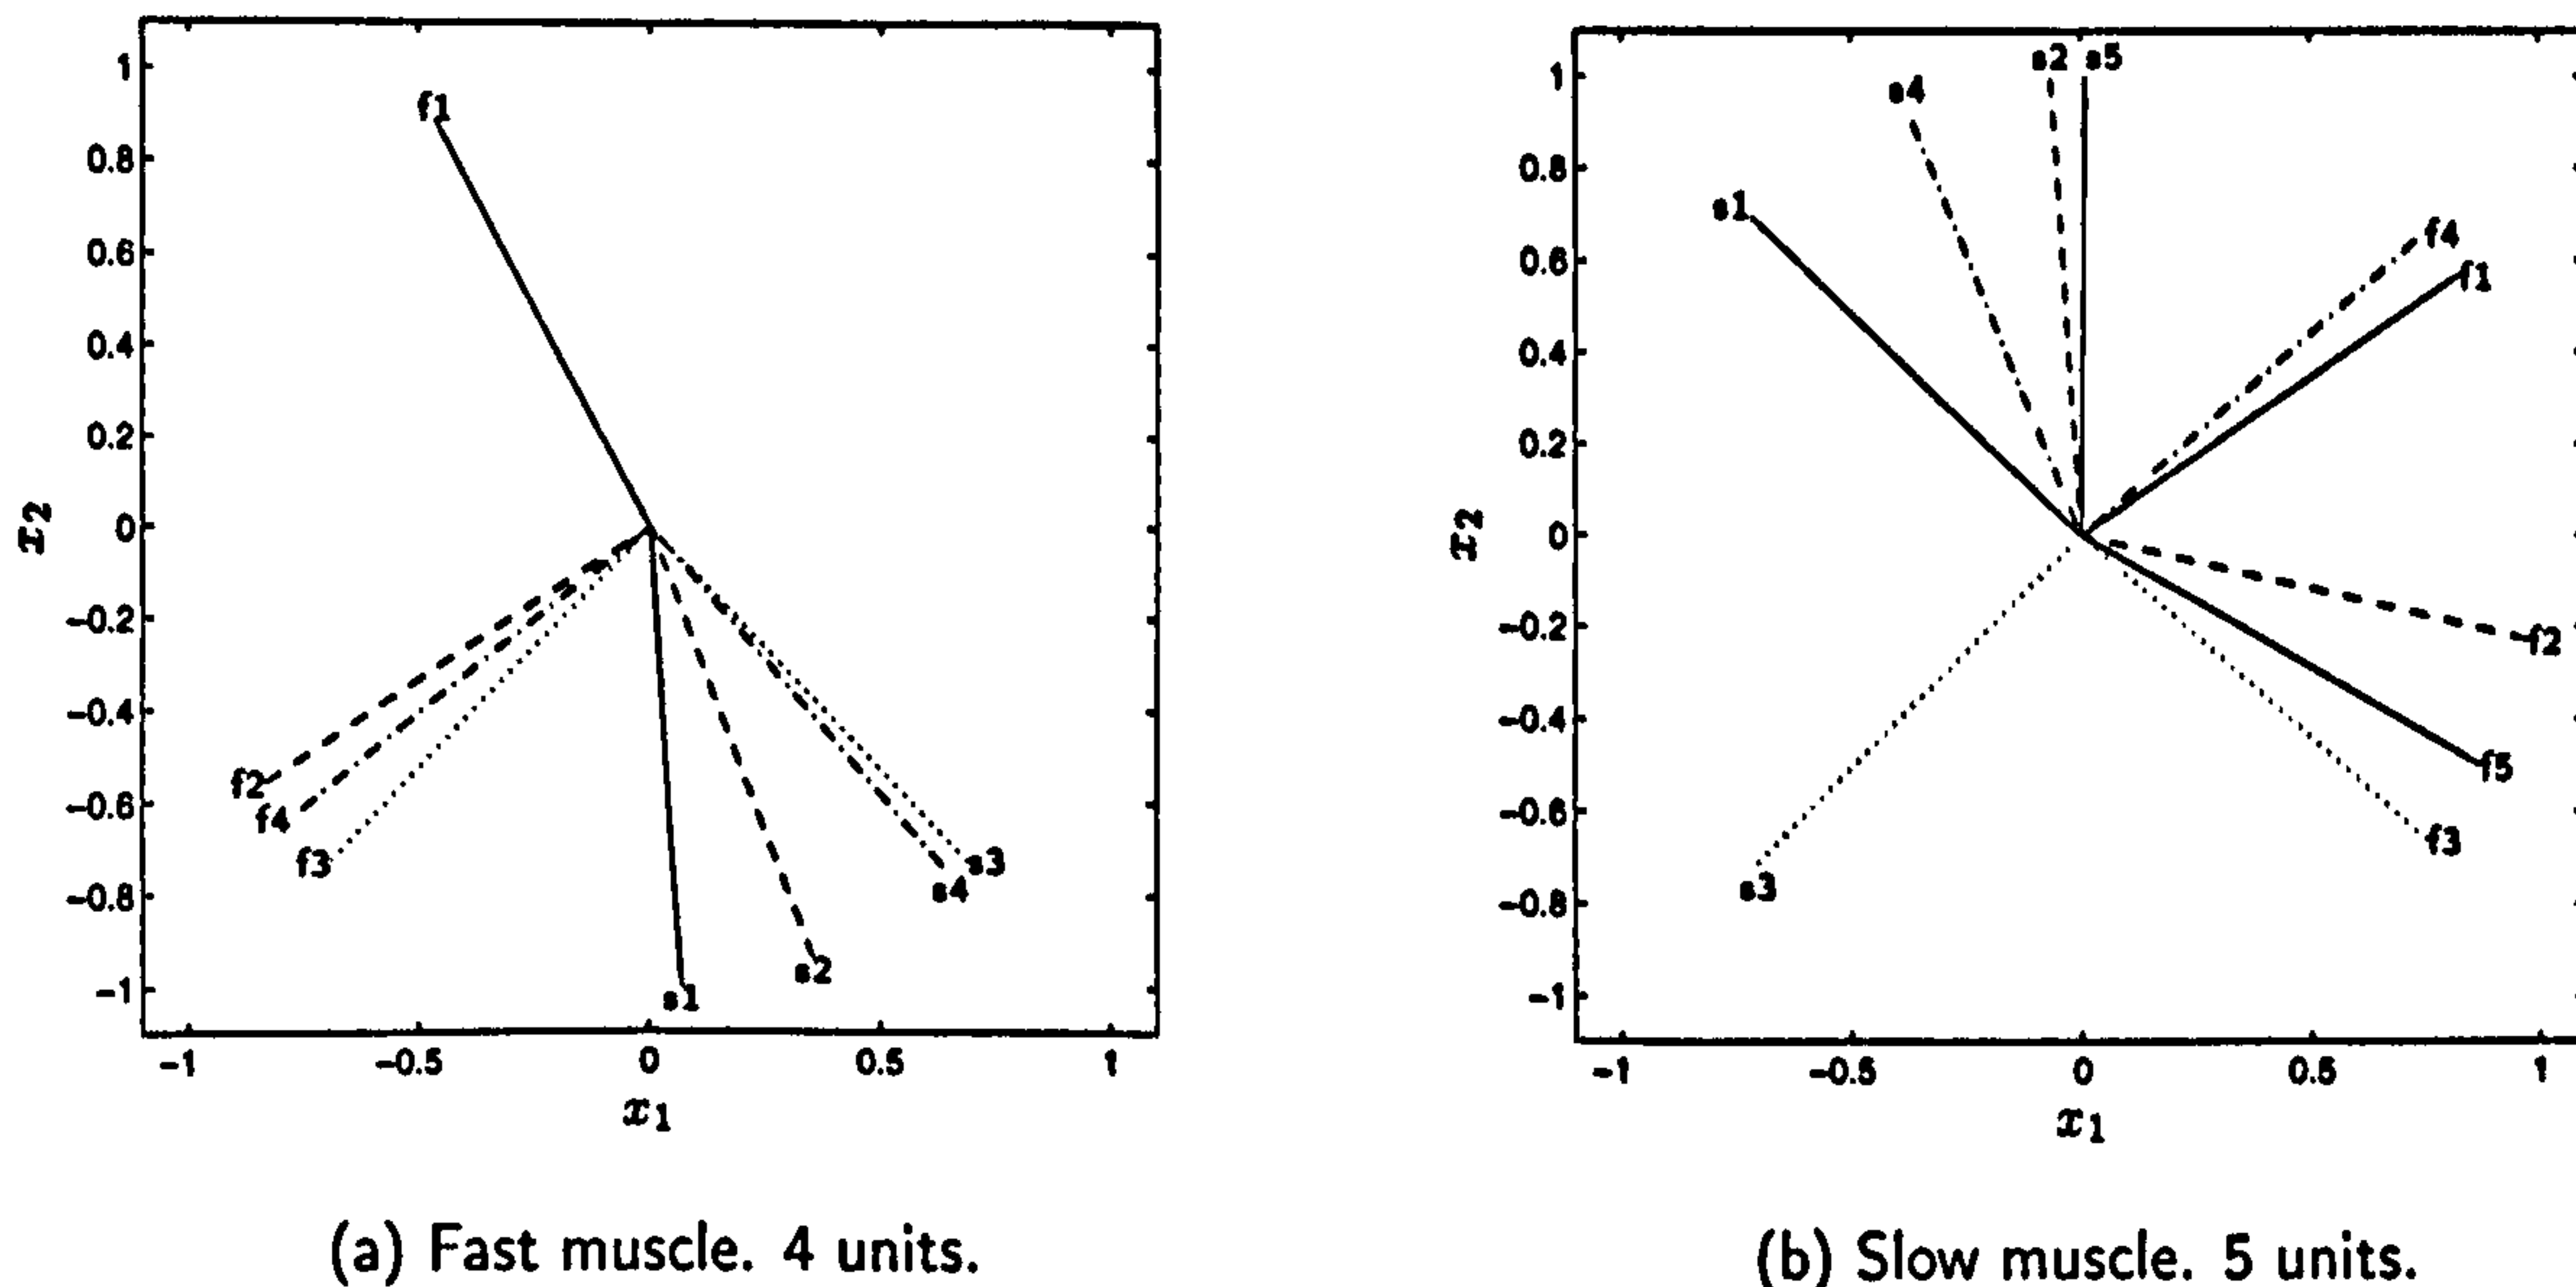 f1
f2
f4
f3
s1
s2
s4
s3
1
0.8
0.6
0.4
0.2
0
−0.2
−0.4
−0.6
−0.8
−1
x2
−1 −0.5 0 0.5 1
x1
(a) Fast muscle. 4 units.
s2 s5
s4
s1
f4
f1
f2
f5
f3
s3
1
0.8
0.6
0.4
0.2
0
−0.2
−0.4
−0.6
−0.8
−1
x2
−1 −0.5 0 0.5 1
x1
(b) Slow muscle. 5 units.